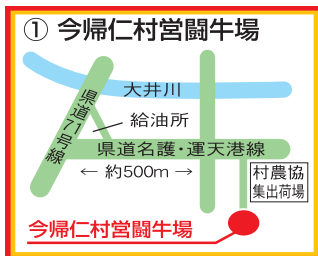 ① 今帰仁村営闘牛場
大井川
県道71号線
給油所
県道名護・運天港線
← 約500m →
村農協
集出荷場
今帰仁村営闘牛場